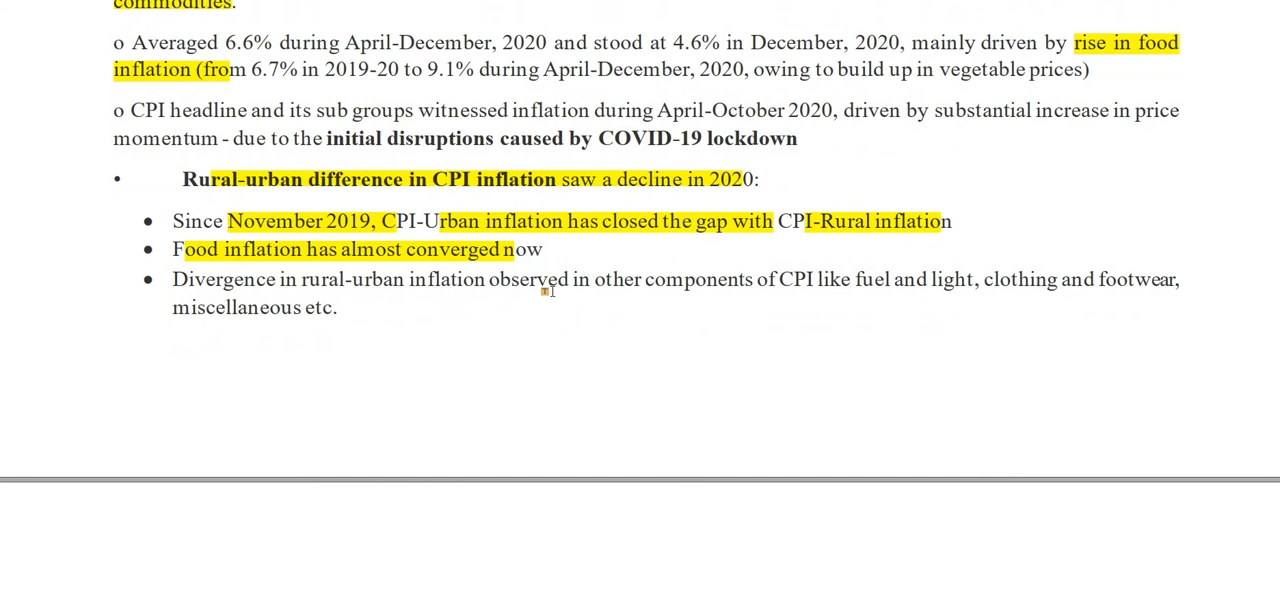 commodities.
o Averaged 6.6% during April-December, 2020 and stood at 4.6% in December, 2020, mainly driven by rise in food
inflation (from 6.7% in 2019-20 to 9.1% during April-December, 2020, owing to build up in vegetable prices)
o CPI headline and its sub groups witnessed inflation during April-October 2020, driven by substantial increase in price
momentum - due to the initial disruptions caused by COVID-19 lockdown
• Rural-urban difference in CPI inflation saw a decline in 2020:
● Since November 2019, CPI-Urban inflation has closed the gap with CPI-Rural inflation
● Food inflation has almost converged now
● Divergence in rural-urban inflation observed in other components of CPI like fuel and light, clothing and footwear,
miscellaneous etc.